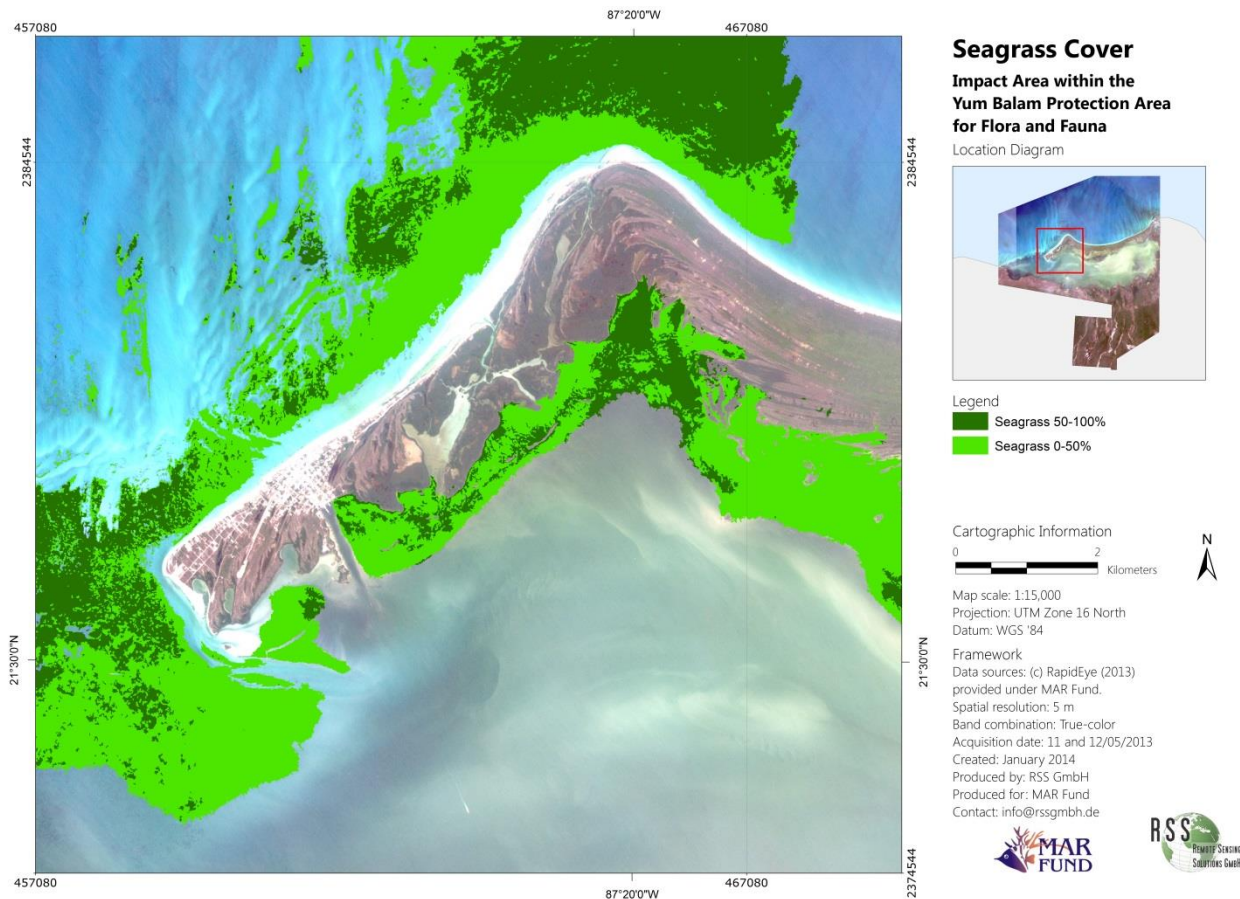 87°20'0"W
457080
467080
Seagrass Cover
Impact Area within the
Yum Balam Protection Area
for Flora and Fauna
Location Diagram
2384544
2384544
Legend
Seagrass 50-100%
Seagrass 0-50%
Cartographic Information
0
2
Kilometers
N
Map scale: 1:15,000
Projection: UTM Zone 16 North
Datum: WGS '84
21°30'0"N
21°30'0"N
Framework
Data sources: (c) RapidEye (2013)
provided under MAR Fund.
Spatial resolution: 5 m
Band combination: True-color
Acquisition date: 11 and 12/05/2013
Created: January 2014
Produced by: RSS GmbH
Produced for: MAR Fund
Contact: info@rssgmbh.de
MAR
FUND
RSS
REMOTE SENSING
SOLUTIONS GMBH
2374544
457080
87°20'0"W
467080